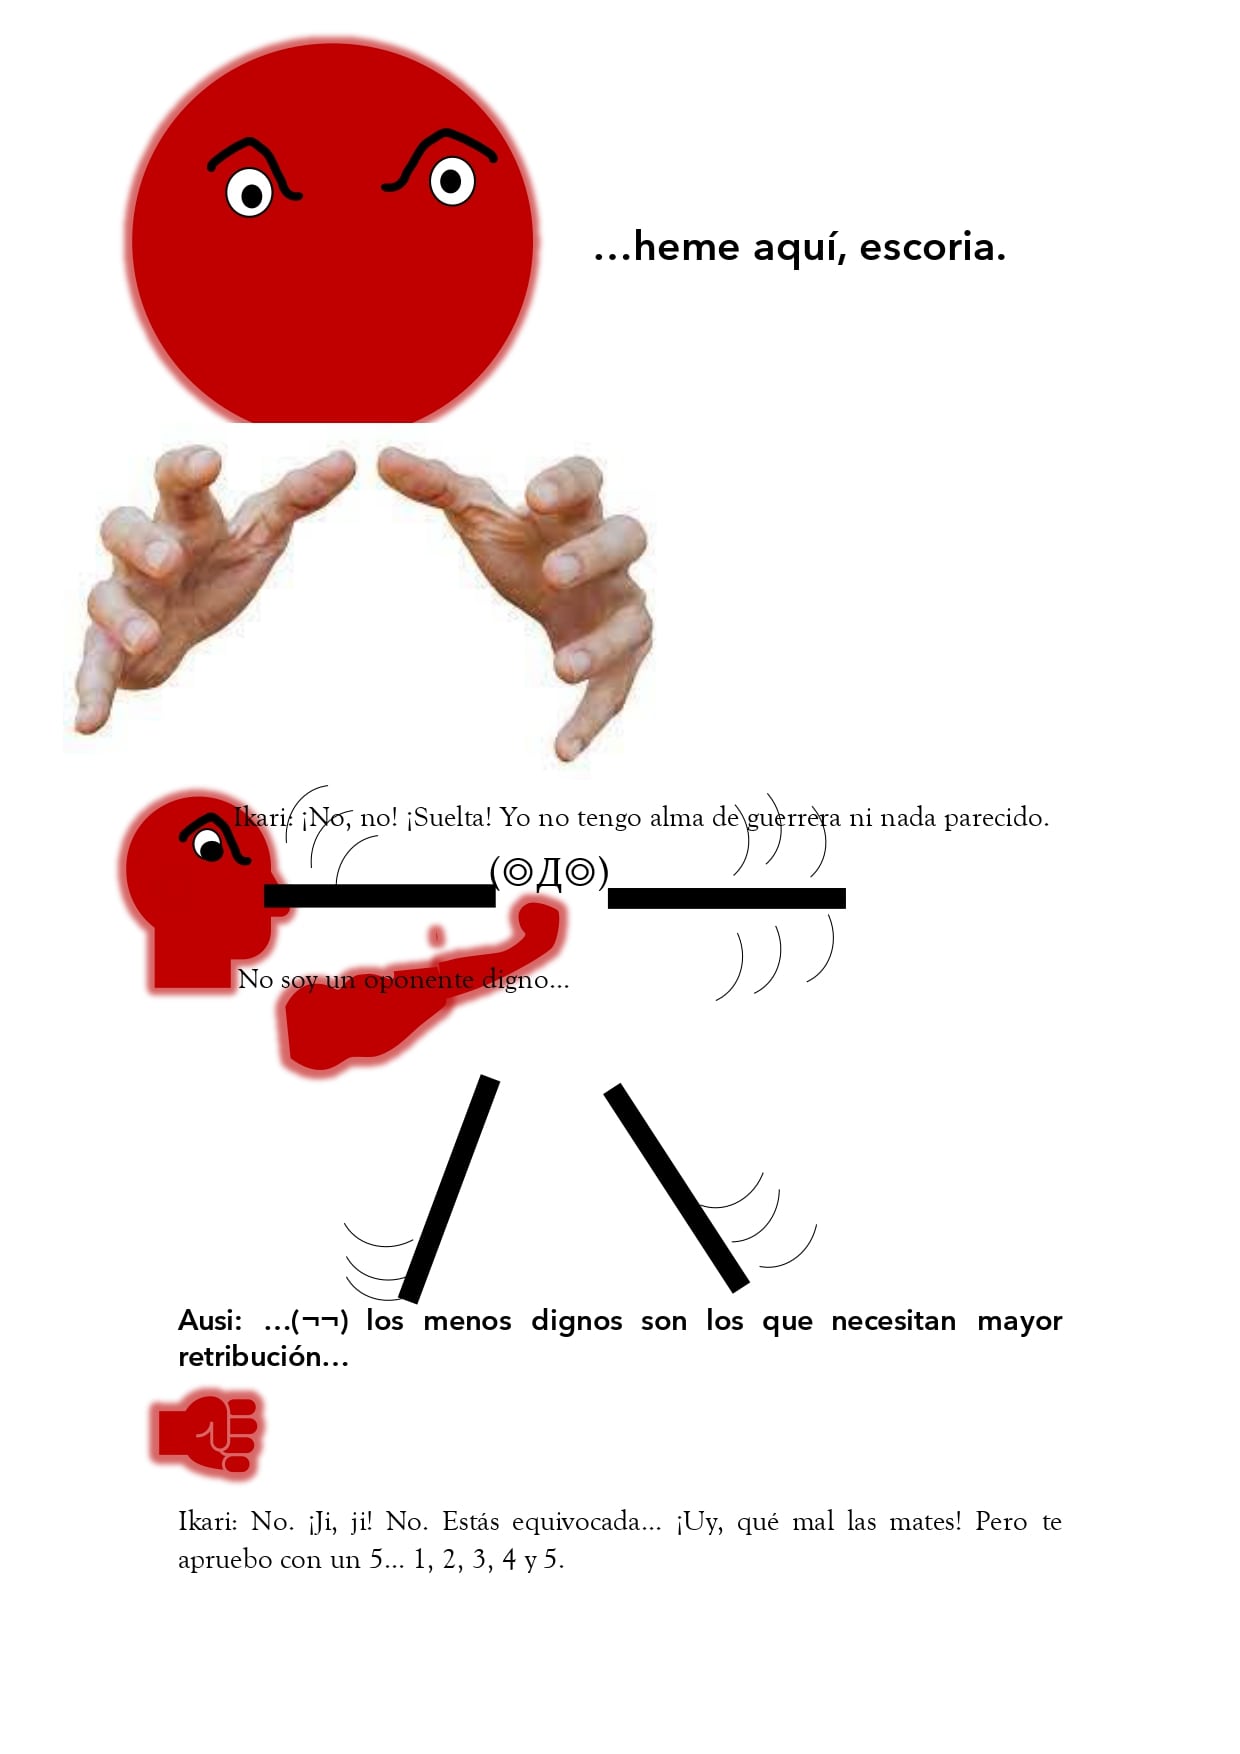 …heme aquí, escoria.
Ikari: ¡No, no! ¡Suelta! Yo no tengo alma de guerrera ni nada parecido.
(◎Д◎)
No soy un oponente digno…
Ausi: …(¬¬) los menos dignos son los que necesitan mayor
retribución…
Ikari: No. ¡Ji, ji! No. Estás equivocada… ¡Uy, qué mal las mates! Pero te
apruebo con un 5… 1, 2, 3, 4 y 5.